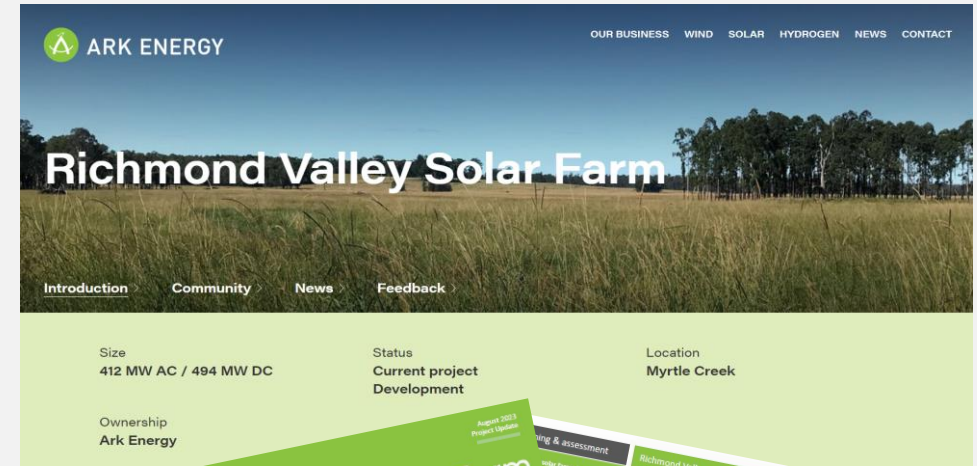 ARK ENERGY
OUR BUSINESS WIND SOLAR HYDROGEN NEWS CONTACT
Richmond Valley Solar Farm
Introduction Community News Feedback
Size
412 MW AC / 494 MW DC
Status
Current project
Development
Location
Myrtle Creek
Ownership
Ark Energy
August 2023
Project Update
& assessment
Richmond